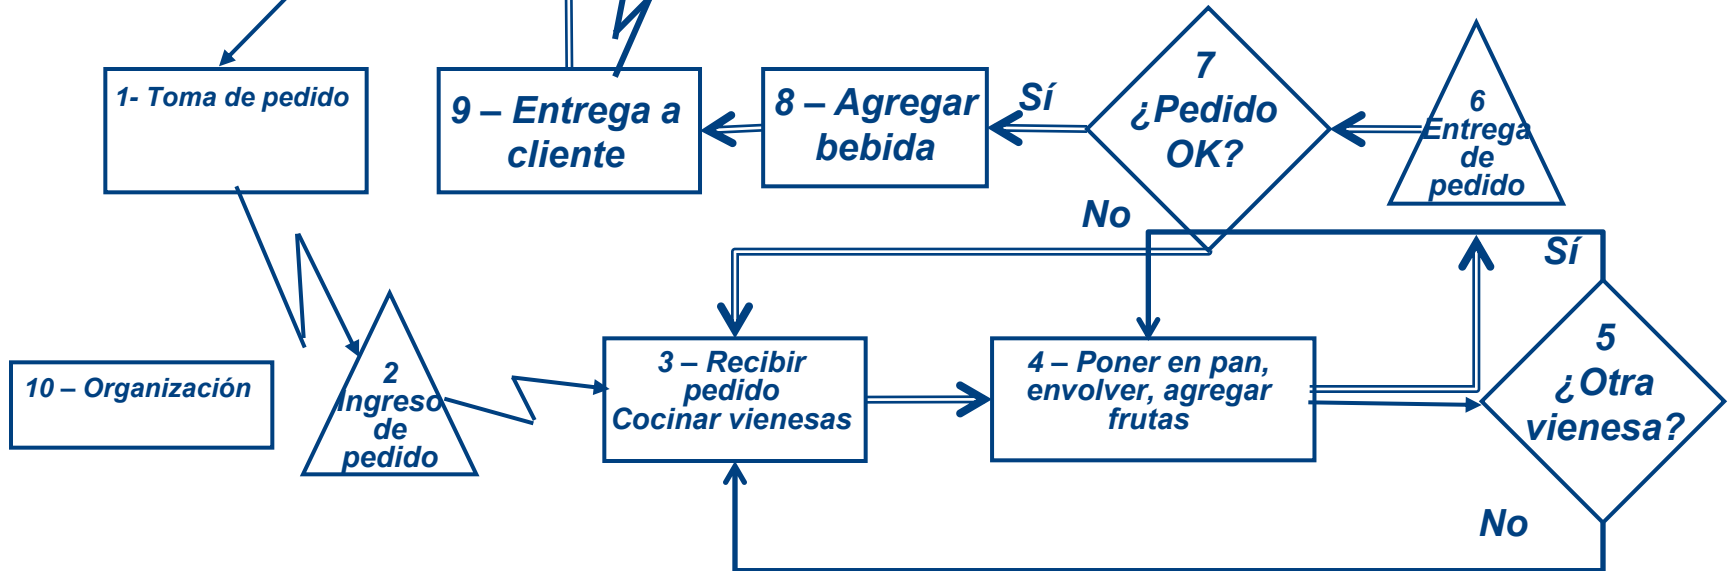 1- Toma de pedido
9 – Entrega a
cliente
8 – Agregar
bebida
Sí
7
¿Pedido
OK?
6
Entrega
de
pedido
No
Sí
10 – Organización
2
Ingreso
de
pedido
3 – Recibir
pedido
Cocinar vienesas
4 – Poner en pan,
envolver, agregar
frutas
5
¿Otra
vienesa?
No